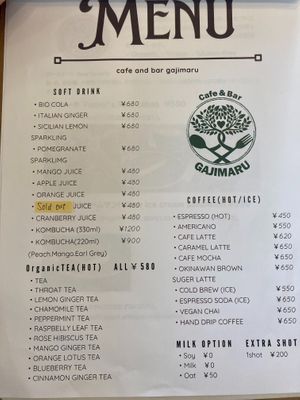 MENU
cafe and bar gajimaru
SOFT DRINK
• BIO COLA ¥680
• ITALIAN GINGER ¥680
• SICILIAN LEMON ¥680
SPARKLING
• POMEGRANATE ¥680
SPARKLIMG
• MANGO JUICE ¥480
• APPLE JUICE ¥480
• ORANGE JUICE ¥480
• Sold out JUICE ¥480
• CRANBERRY JUICE ¥480
• KOMBUCHA (330ml) ¥1200
• KOMBUCHA(220ml) ¥900
(Peach.Mango.Earl Grey)
OrganicTEA(HOT) ALL ¥580
• TEA
• THROAT TEA
• LEMON GINGER TEA
• CHAMOMILE TEA
• PEPPERMINT TEA
• RASPBELLY LEAF TEA
• ROSE HIBISCUS TEA
• MANGO GINGER TEA
• ORANGE LOTUS TEA
• BLUEBERRY TEA
• CINNAMON GINGER TEA
Cafe & Bar
GAJIMARU
COFFEE(HOT/ICE)
• ESPRESSO (HOT) ¥450
• AMERICANO ¥550
• CAFE LATTE ¥620
• CARAMEL LATTE ¥650
• CAFE MOCHA ¥650
• OKINAWAN BROWN ¥650
SUGER LATTE
• COLD BREW (ICE) ¥550
• ESPRESSO SODA (ICE) ¥650
• VEGAN CHAI ¥650
• HAND DRIP COFFEE ¥650
MILK OPTION
• Soy ¥0
• Milk ¥0
• Oat ¥50
EXTRA SHOT
1shot ¥200